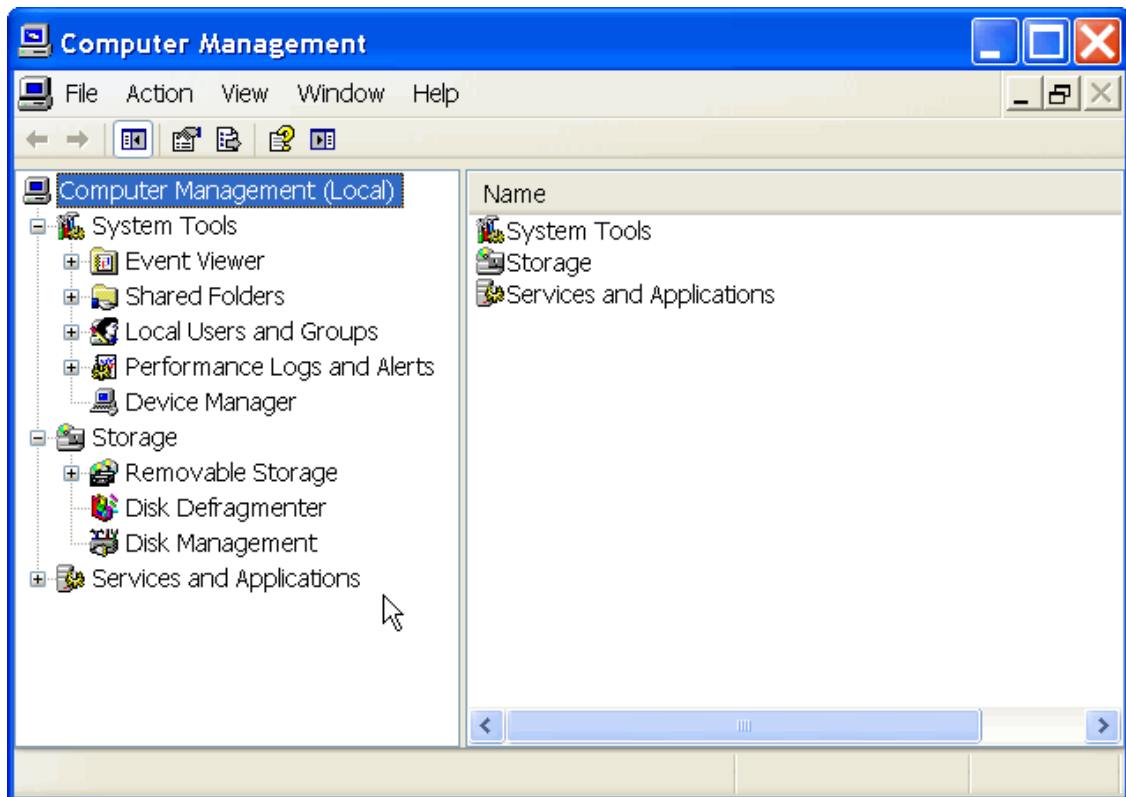 Computer Management
File Action View Window Help
Computer Management (Local)
System Tools
Event Viewer
Shared Folders
Local Users and Groups
Performance Logs and Alerts
Device Manager
Storage
Removable Storage
Disk Defragmenter
Disk Management
Services and Applications
Name
System Tools
Storage
Services and Applications